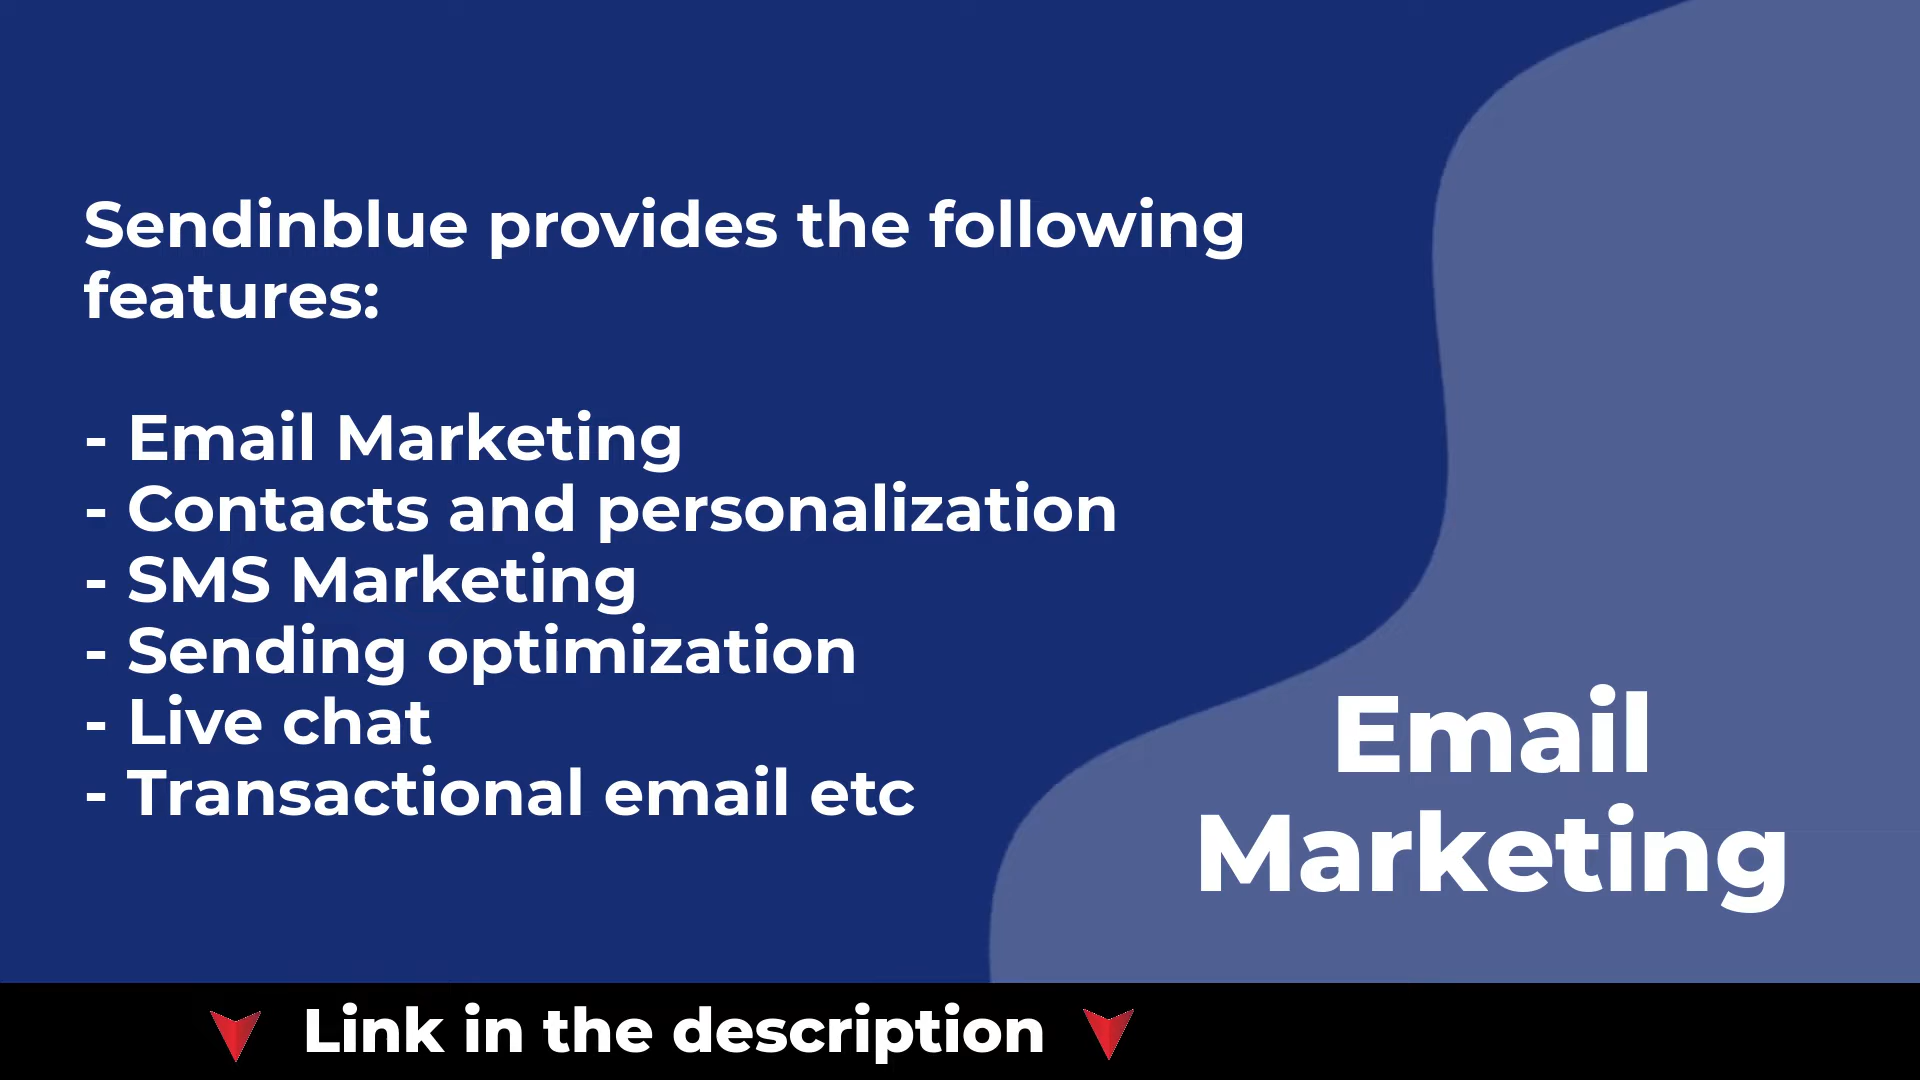 Sendinblue provides the following
features:
- Email Marketing
- Contacts and personalization
- SMS Marketing
- Sending optimization
- Live chat
- Transactional email etc
Email
Marketing
Link in the description